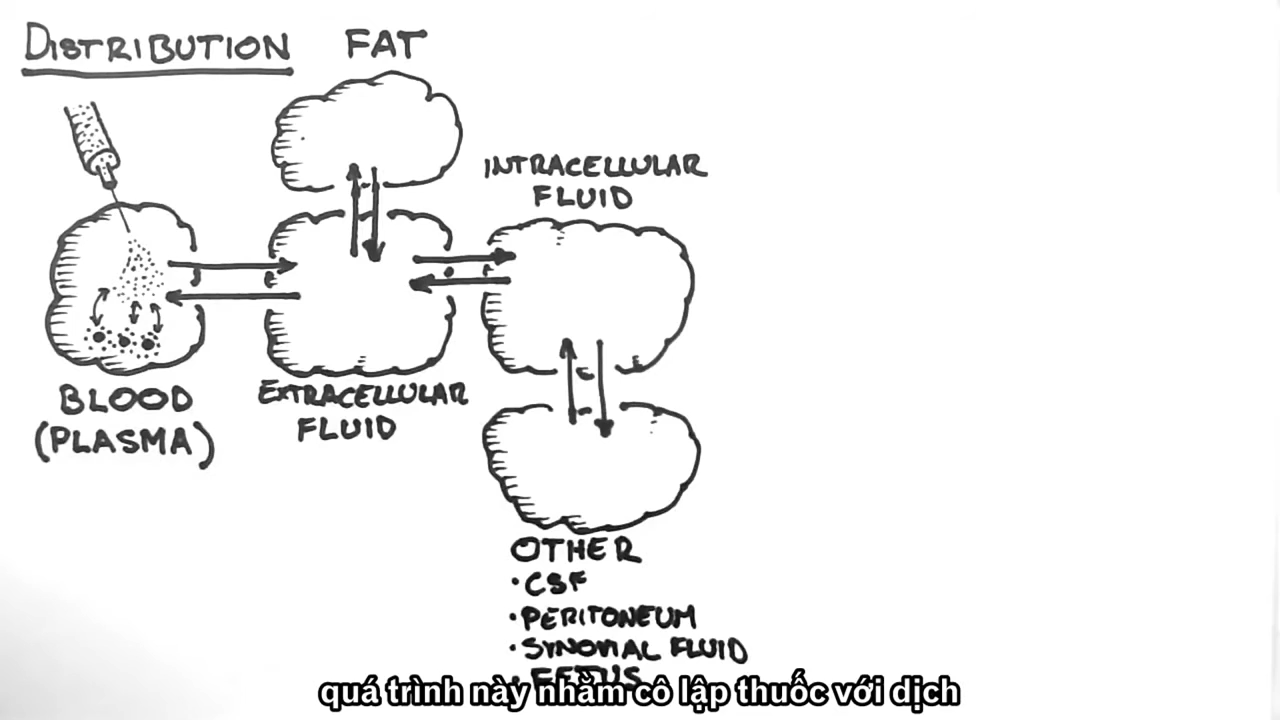 DISTRIBUTION
FAT
INTRACELLULAR
FLUID
BLOOD
(PLASMA)
EXTRACELLULAR
FLUID
OTHER
• CSF
• PERITONEUM
• SYNOVIAL FLUID
• FETUS
quá trình này nhằm cô lập thuốc với dịch